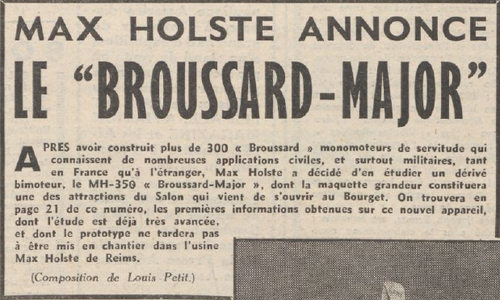 MAX HOLSTE ANNONCE
LE "BROUSSARD-MAJOR"
APRES avoir construit plus de 300 « Broussard » monomoteurs de servitude qui
connaissent de nombreuses applications civiles, et surtout militaires, tant
en France qu'à l'étranger, Max Holste a décidé d'en étudier un dérivé
bimoteur, le MH-350 « Broussard-Major », dont la maquette grandeur constituera
une des attractions du Salon qui vient de s'ouvrir au Bourget. On trouvera en
page 21 de ce numéro, les premières informations obtenues sur ce nouvel appareil,
dont l'étude est déjà très avancée,
et dont le prototype ne tardera pas
à être mis en chantier dans l'usine
Max Holste de Reims.
(Composition de Louis Petit.)